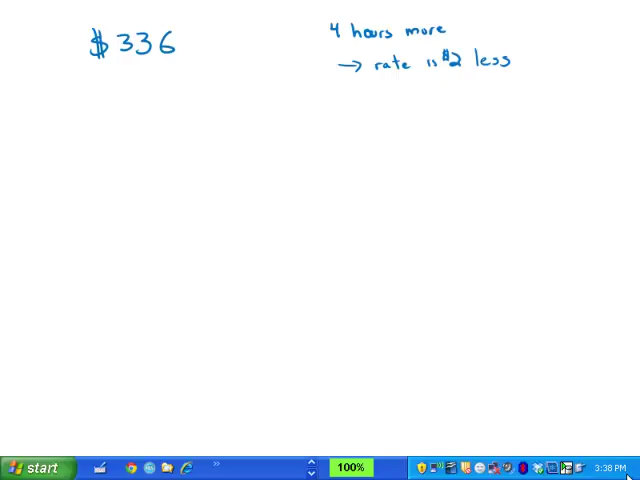 $336
4 hours more
→ rate is $2 less
start
100%
3:38 PM